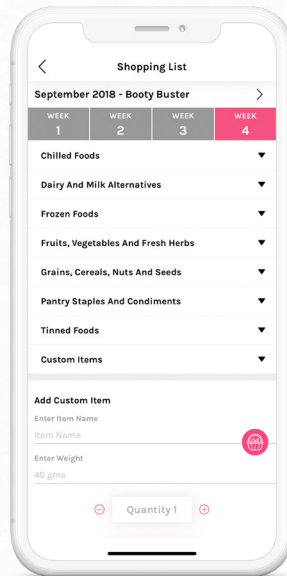 Shopping List
September 2018 - Booty Buster
WEEK WEEK WEEK WEEK
1 2 3 4
Chilled Foods
Dairy And Milk Alternatives
Frozen Foods
Fruits, Vegetables And Fresh Herbs
Grains, Cereals, Nuts And Seeds
Pantry Staples And Condiments
Tinned Foods
Custom Items
Add Custom Item
Enter Item Name
Item Name
Enter Weight
40 gms
Quantity 1